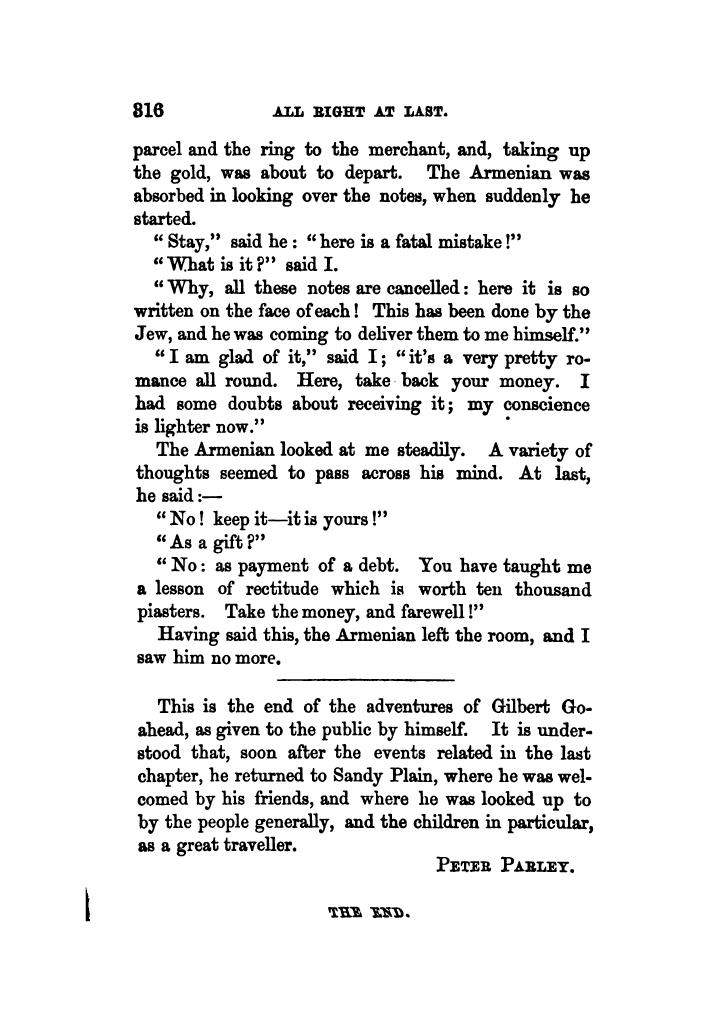 316 ALL RIGHT AT LAST.
parcel and the ring to the merchant, and, taking up
the gold, was about to depart. The Armenian was
absorbed in looking over the notes, when suddenly he
started.
"Stay," said he: "here is a fatal mistake!"
"What is it?" said I.
"Why, all these notes are cancelled: here it is so
written on the face of each! This has been done by the
Jew, and he was coming to deliver them to me himself."
"I am glad of it," said I; "it's a very pretty ro-
mance all round. Here, take back your money. I
had some doubts about receiving it; my conscience
is lighter now."
The Armenian looked at me steadily. A variety of
thoughts seemed to pass across his mind. At last,
he said:—
"No! keep it—it is yours!"
"As a gift?"
"No: as payment of a debt. You have taught me
a lesson of rectitude which is worth ten thousand
piasters. Take the money, and farewell!"
Having said this, the Armenian left the room, and I
saw him no more.
This is the end of the adventures of Gilbert Go-
ahead, as given to the public by himself. It is under-
stood that, soon after the events related in the last
chapter, he returned to Sandy Plain, where he was wel-
comed by his friends, and where he was looked up to
by the people generally, and the children in particular,
as a great traveller.
PETER PARLEY.
THE END.